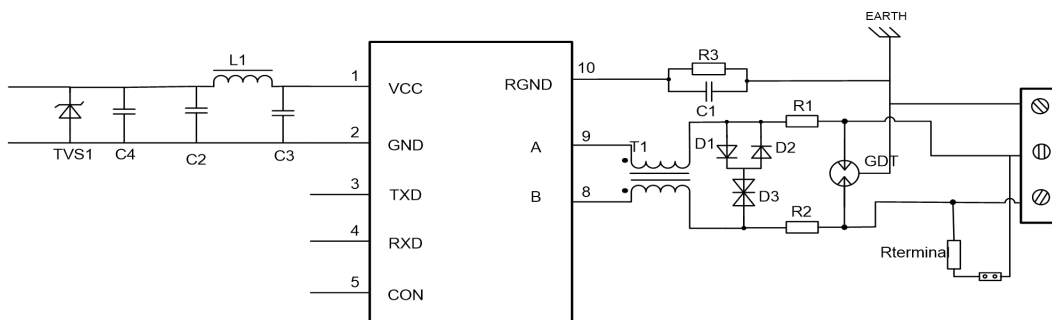 EARTH
L1
R3
10
1
VCC
RGND
C1
R1
2
9
TVS1
C4
C2
C3
GND
A
T1
D1
D2
GDT
3
TXD
B
8
D3
4
RXD
R2
Rterminal
5
CON